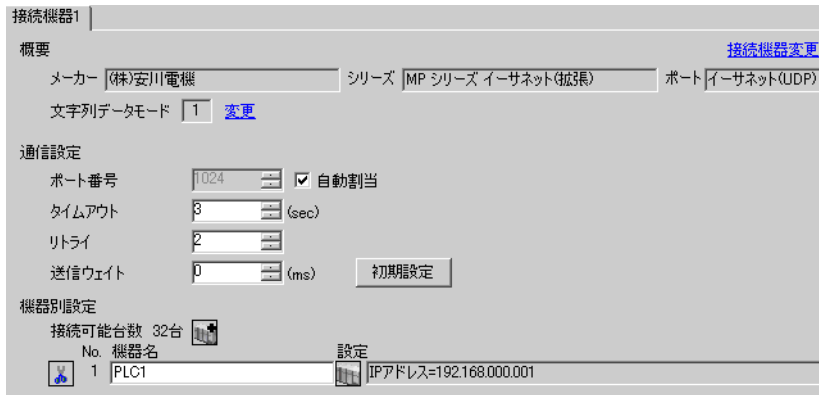 接続機器1
概要 接続機器変更
メーカー (株)安川電機 シリーズ MP シリーズ イーサネット(拡張) ポート イーサネット(UDP)
文字列データモード 1 変更
通信設定
ポート番号 1024 自動割当
タイムアウト 3 (sec)
リトライ 2
送信ウェイト 0 (ms) 初期設定
機器別設定
接続可能台数 32台
No. 機器名 設定
1 PLC1 IPアドレス=192.168.000.001